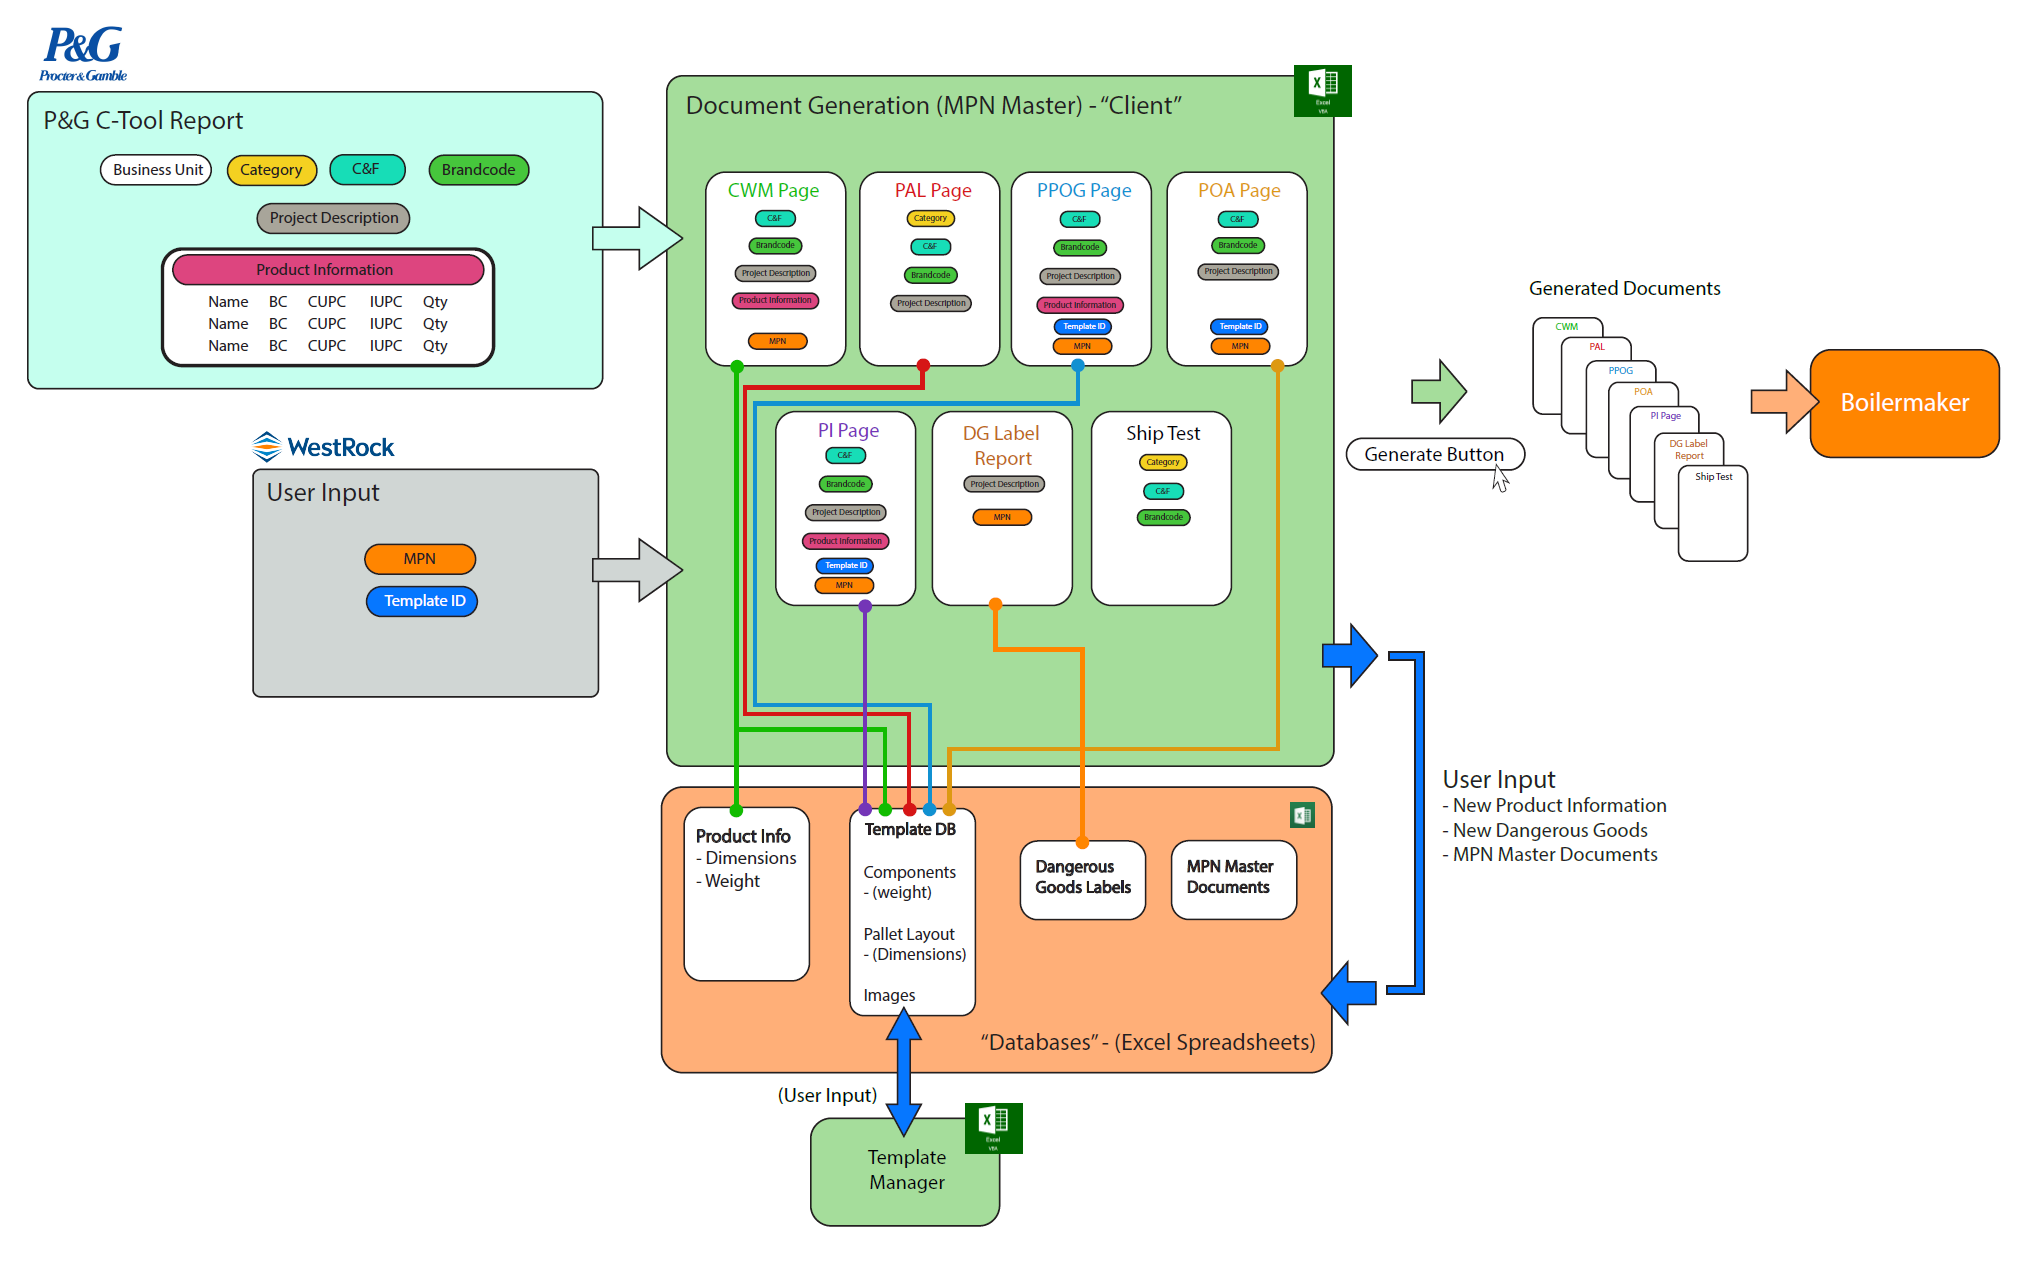 P&G
Procter & Gamble
P&G C-Tool Report
Business Unit
Category
C&F
Brandcode
Project Description
Product Information
Name BC CUPC IUPC Qty
Name BC CUPC IUPC Qty
Name BC CUPC IUPC Qty
WestRock
User Input
MPN
Template ID
Document Generation (MPN Master) - “Client”
Excel
VBA
CWM Page
C&F
Brandcode
Project Description
Product Information
MPN
PAL Page
Category
C&F
Brandcode
Project Description
PPOG Page
C&F
Brandcode
Project Description
Product Information
Template ID
MPN
POA Page
C&F
Brandcode
Project Description
Template ID
MPN
PI Page
C&F
Brandcode
Project Description
Product Information
Template ID
MPN
DG Label
Report
Project Description
MPN
Ship Test
Category
C&F
Brandcode
Generate Button
Generated Documents
CWM
PAL
PPOG
POA
PI Page
DG Label
Report
Ship Test
Boilermaker
User Input
- New Product Information
- New Dangerous Goods
- MPN Master Documents
Product Info
- Dimensions
- Weight
Template DB
Components
- (weight)
Pallet Layout
- (Dimensions)
Images
Dangerous
Goods Labels
MPN Master
Documents
“Databases” - (Excel Spreadsheets)
(User Input)
Excel
VBA
Template
Manager